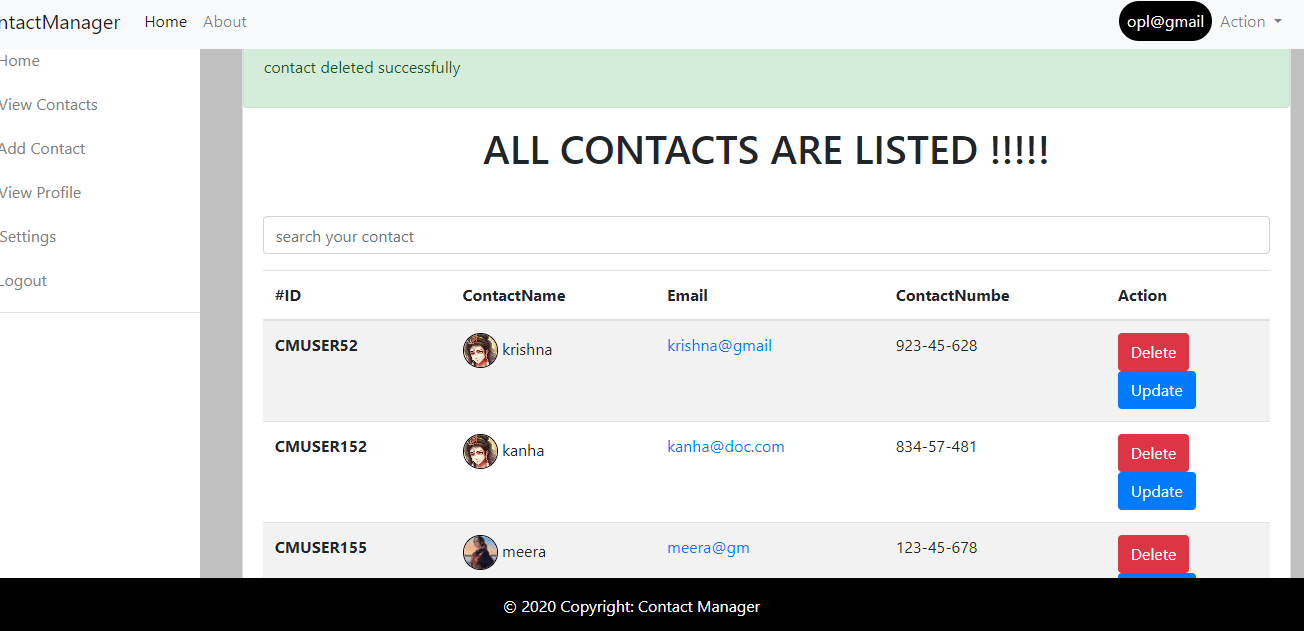 ntactManager Home About opl@gmail Action
Home
View Contacts
Add Contact
View Profile
Settings
Logout
contact deleted successfully
ALL CONTACTS ARE LISTED !!!!!
search your contact
#ID ContactName Email ContactNumbe Action
CMUSER52 krishna krishna@gmail 923-45-628 Delete
Update
CMUSER152 kanha kanha@doc.com 834-57-481 Delete
Update
CMUSER155 meera meera@gm 123-45-678 Delete
© 2020 Copyright: Contact Manager